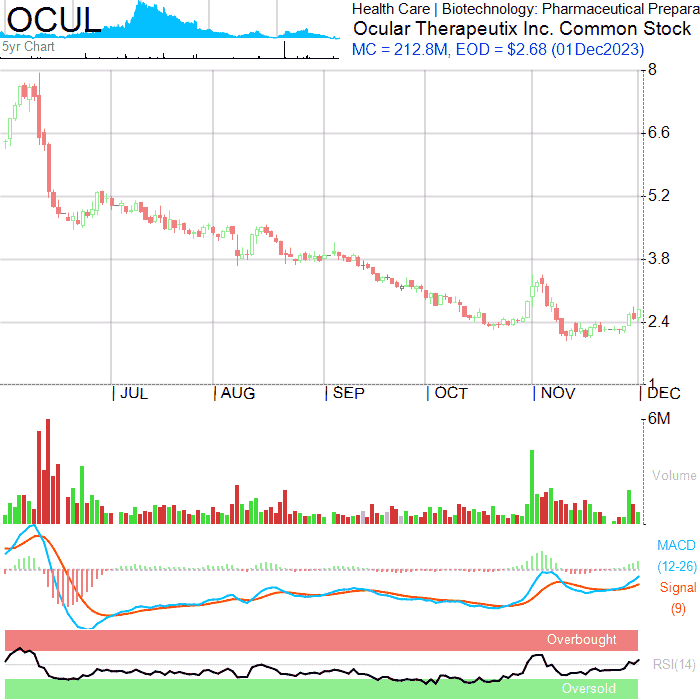 OCUL
Health Care | Biotechnology: Pharmaceutical Prepara
Ocular Therapeutix Inc. Common Stock
MC = 212.8M, EOD = $2.68 (01Dec2023)
5yr Chart
8
6.6
5.2
3.8
2.4
1
JUL
AUG
SEP
OCT
NOV
DEC
6M
Volume
MACD
(12-26)
Signal
(9)
Overbought
RSI(14)
Oversold